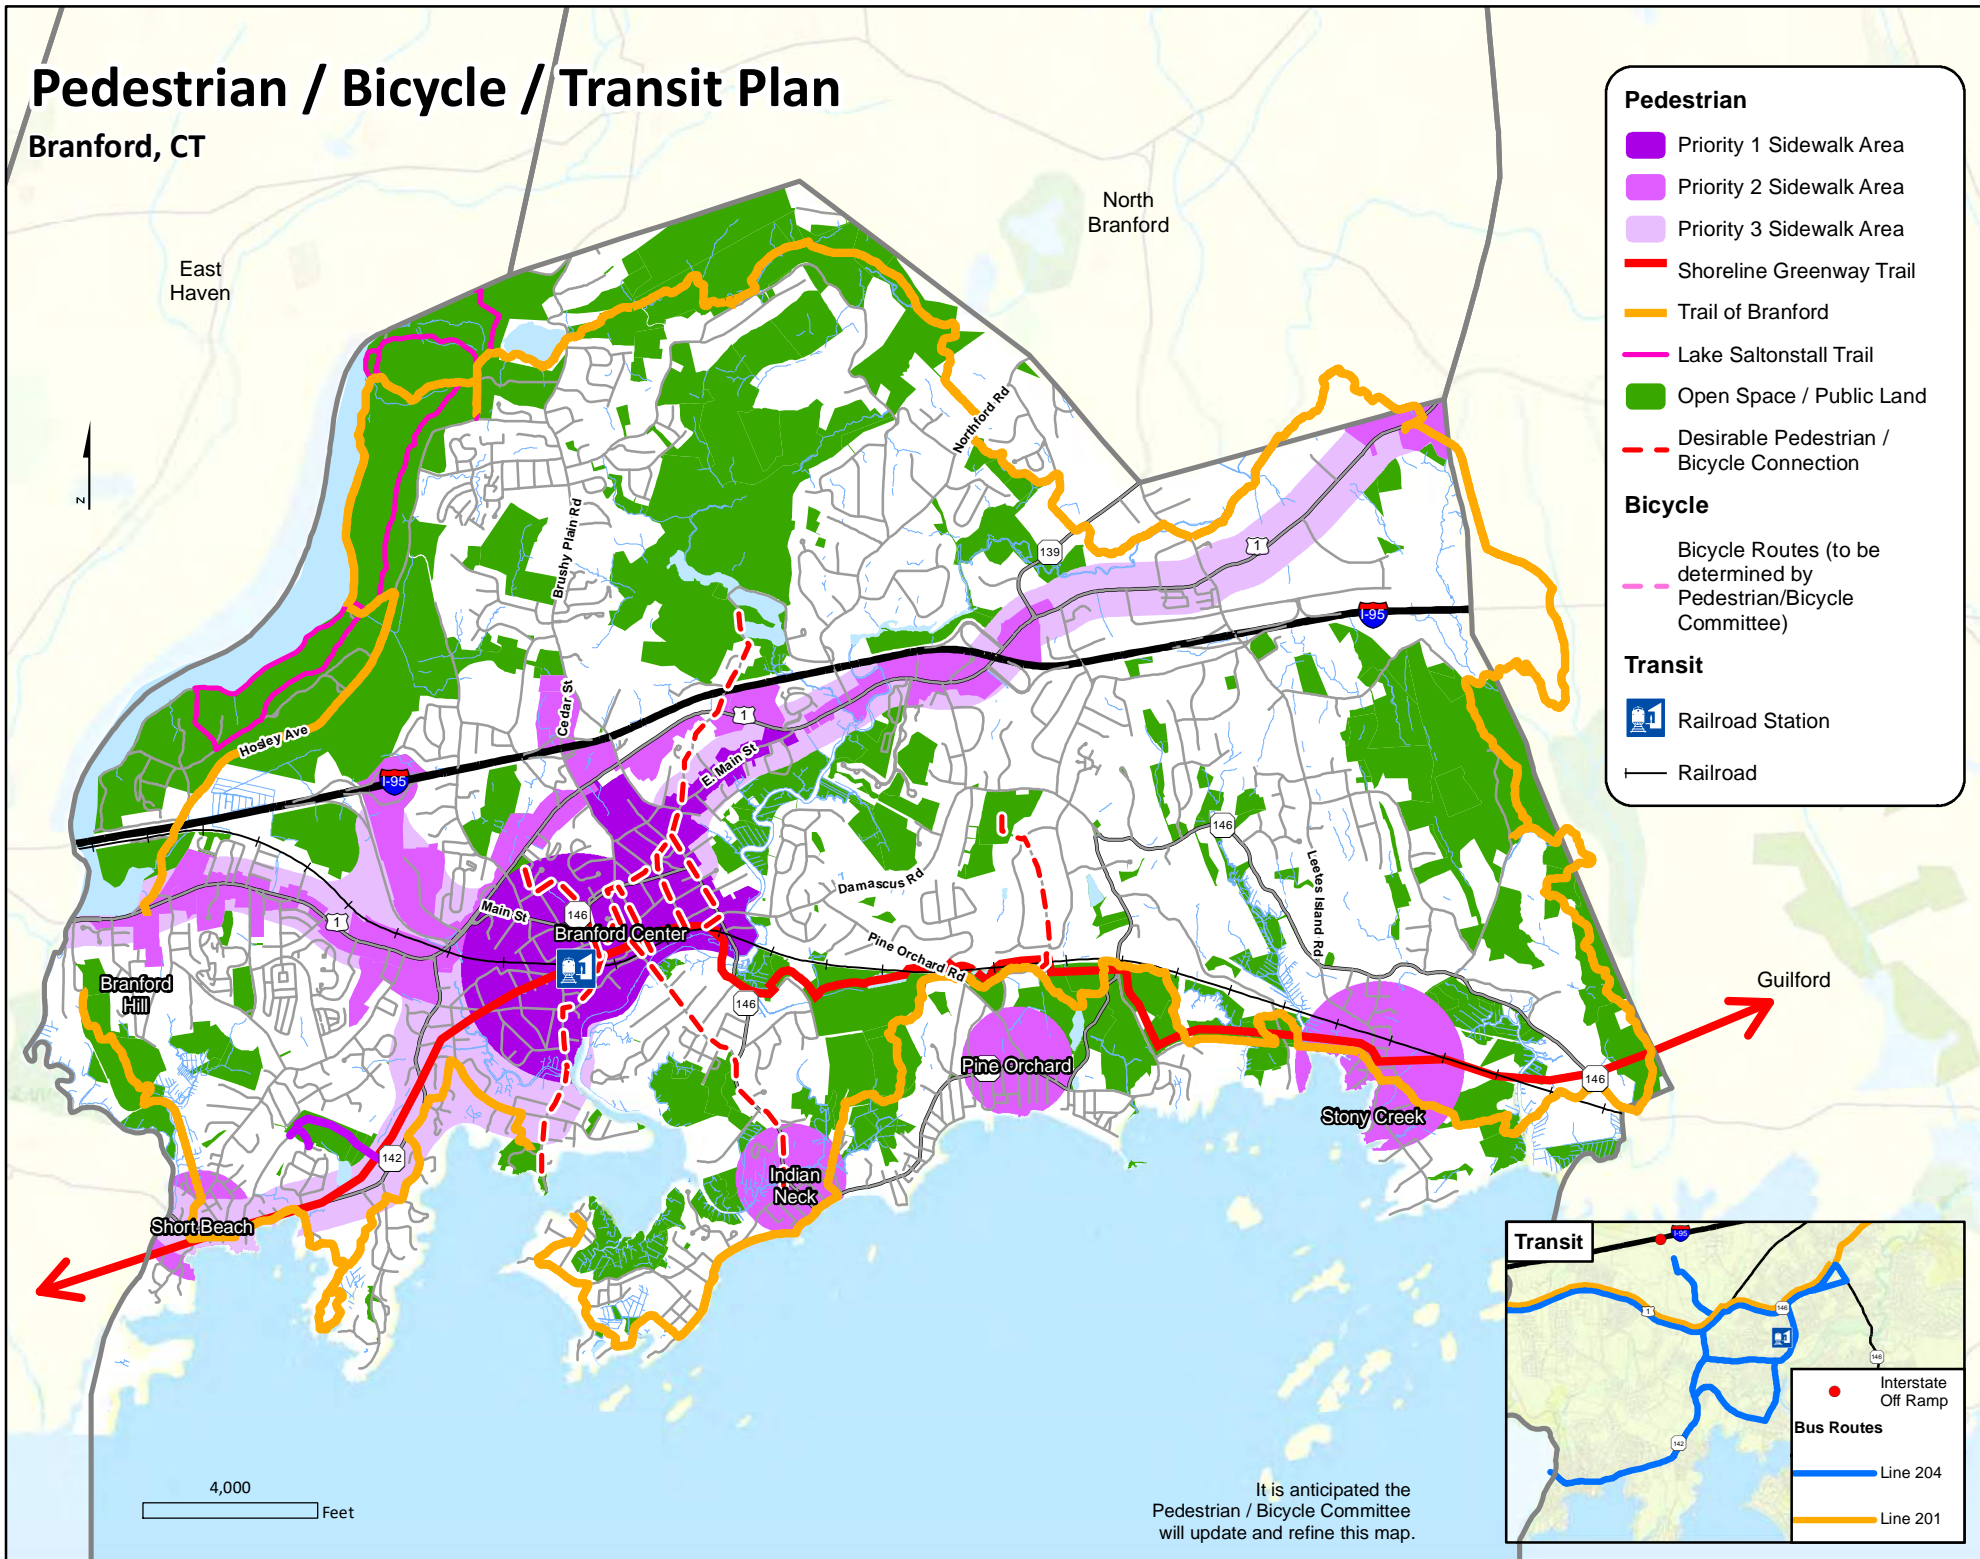 Pedestrian / Bicycle / Transit Plan
Branford, CT
Pedestrian
Priority 1 Sidewalk Area
Priority 2 Sidewalk Area
Priority 3 Sidewalk Area
Shoreline Greenway Trail
Trail of Branford
Lake Saltonstall Trail
Open Space / Public Land
Desirable Pedestrian /
Bicycle Connection
Bicycle
Bicycle Routes (to be
determined by
Pedestrian/Bicycle
Committee)
Transit
Railroad Station
Railroad
North
Branford
East
Haven
z
Northford Rd
Brushy Plain Rd
139
1
I-95
Cedar St
1
Hosley Ave
I-95
E. Main St
146
Leetes Island Rd
Damascus Rd
1
Main St
146
Branford Center
Pine Orchard Rd
Branford
Hill
146
Guilford
Pine Orchard
146
Stony Creek
142
Indian
Neck
Short Beach
4,000
Feet
It is anticipated the
Pedestrian / Bicycle Committee
will update and refine this map.
Transit
I-95
1
146
146
142
Interstate
Off Ramp
Bus Routes
Line 204
Line 201